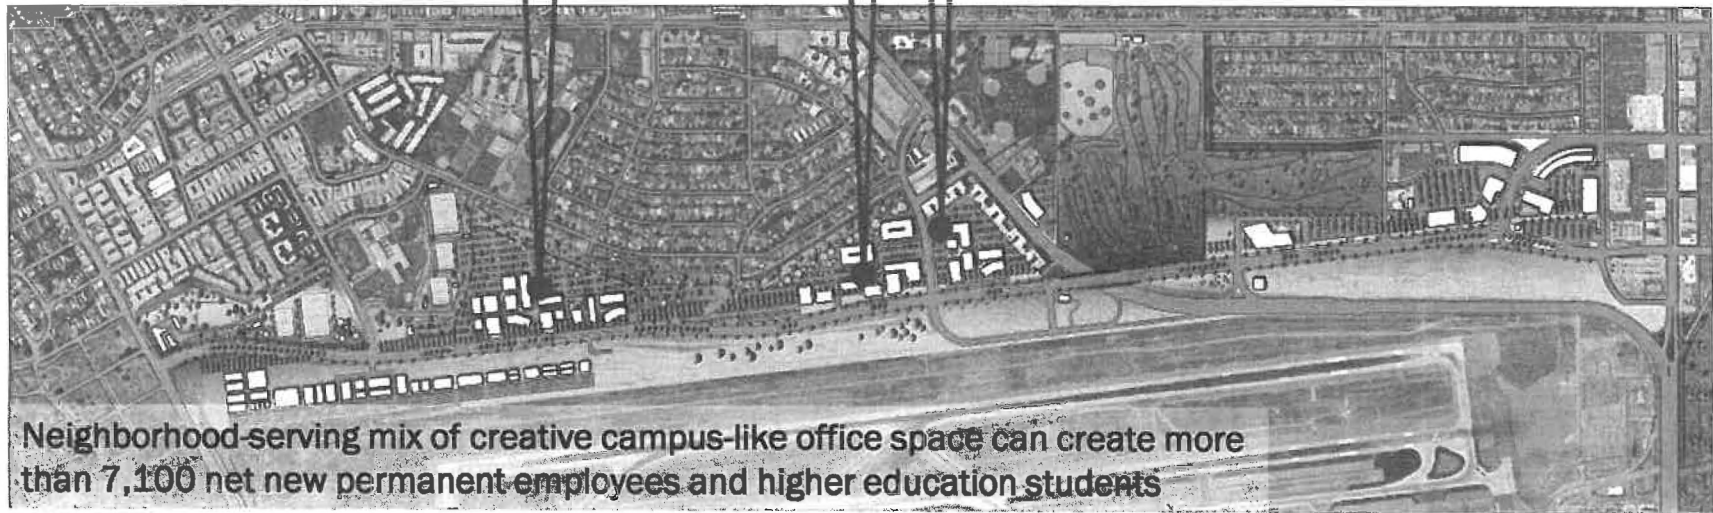 Neighborhood-serving mix of creative campus-like office space can create more
than 7,100 net new permanent employees and higher education students